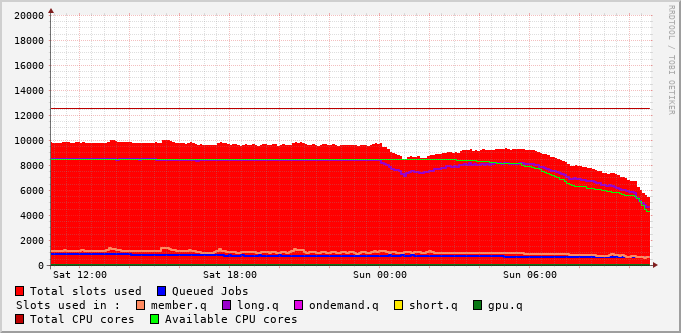 20000
18000
16000
14000
12000
10000
8000
6000
4000
2000
0
Sat 12:00 Sat 18:00 Sun 00:00 Sun 06:00
RRDTOOL / TOBI OETIKER
Total slots used Queued Jobs
Slots used in : member.q long.q ondemand.q short.q gpu.q
Total CPU cores Available CPU cores